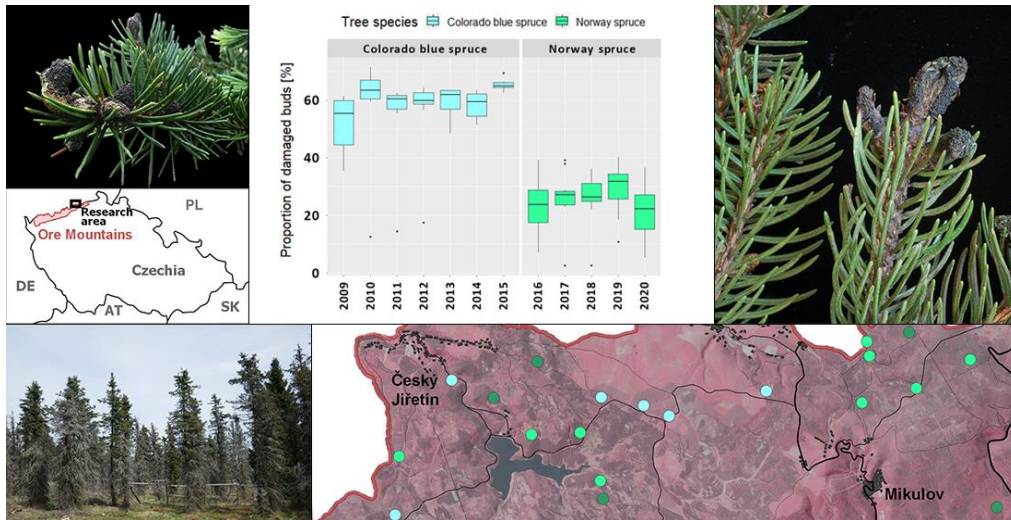 Tree species Colorado blue spruce Norway spruce
Colorado blue spruce Norway spruce
Proportion of damaged buds [%]
60
40
20
0
2009 2010 2011 2012 2013 2014 2015 2016 2017 2018 2019 2020
PL
Research
area
Ore Mountains
Czechia
DE
AT
SK
Český
Jiřetín
Mikulov